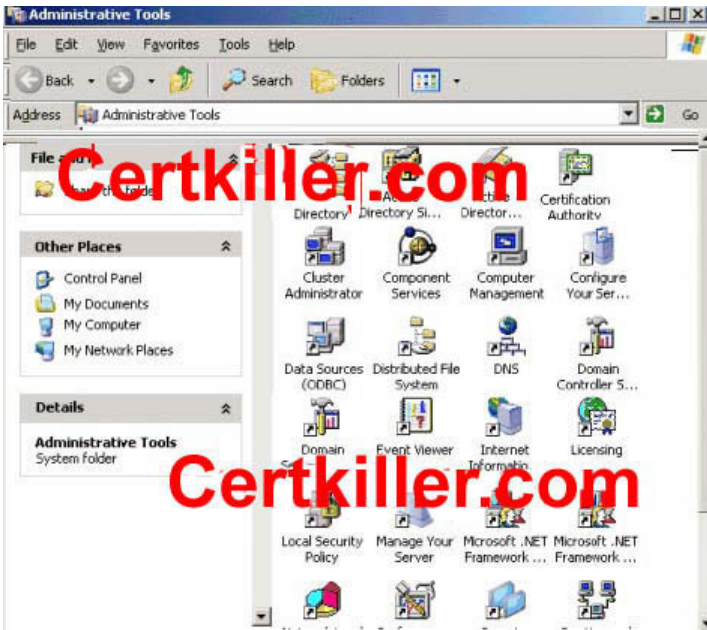 Administrative Tools
File Edit View Favorites Tools Help
Back Search Folders
Address Administrative Tools Go
File and
Certkiller.com
Directory Directory Si... Director... Certification Authority
Other Places
Control Panel
My Documents
My Computer
My Network Places
Cluster Administrator
Component Services
Computer Management
Configure Your Ser...
Data Sources (ODBC)
Distributed File System
DNS
Domain Controller S...
Details
Administrative Tools
System folder
Domain
Event Viewer
Internet Informatin...
Licensing
Certkiller.com
Local Security Policy
Manage Your Server
Microsoft .NET Framework ...
Microsoft .NET Framework ...